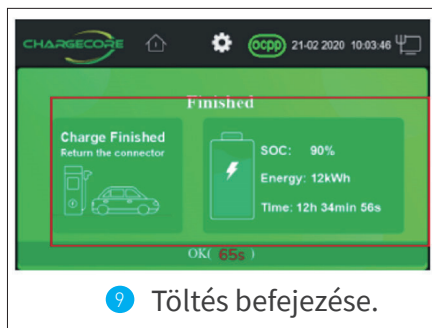 CHARGECORE
ocpp 21-02 2020 10:03:46
Finished
Charge Finished
Return the connector
SOC: 90%
Energy: 12kWh
Time: 12h 34min 56s
OK( 65s )
9 Töltés befejezése.